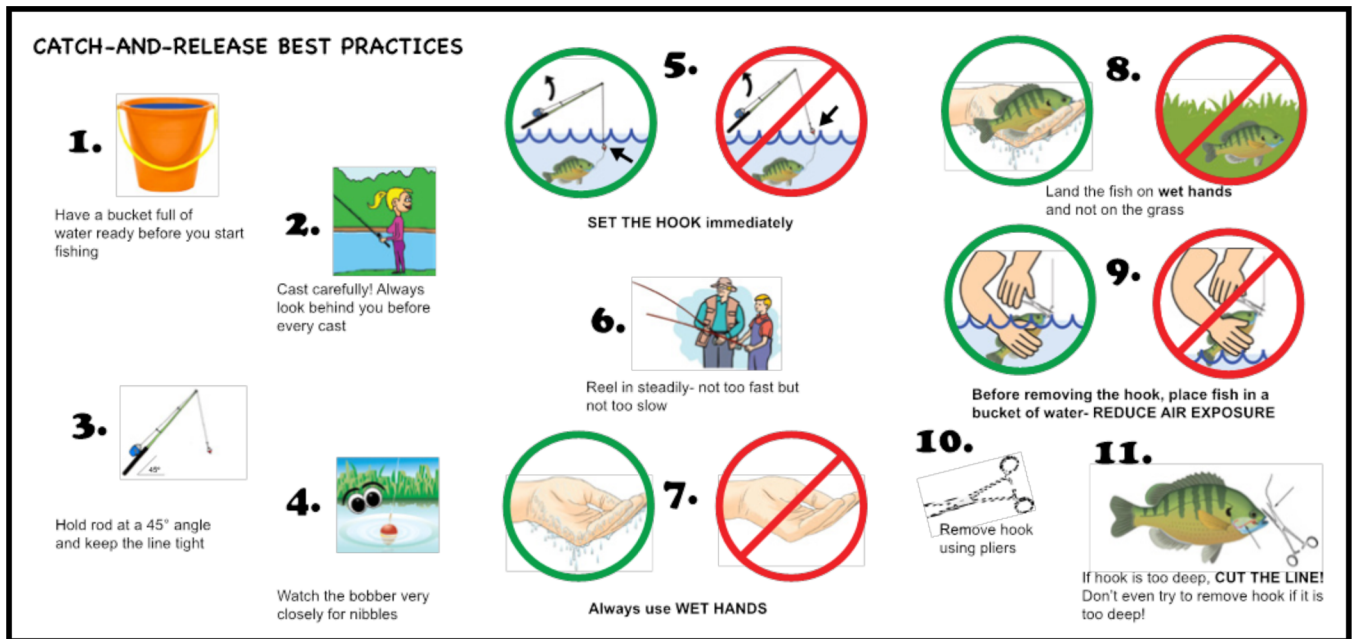 CATCH-AND-RELEASE BEST PRACTICES
1.
Have a bucket full of
water ready before you start
fishing
2.
Cast carefully! Always
look behind you before
every cast
3.
45°
Hold rod at a 45° angle
and keep the line tight
4.
Watch the bobber very
closely for nibbles
5.
SET THE HOOK immediately
6.
Reel in steadily- not too fast but
not too slow
7.
Always use WET HANDS
8.
Land the fish on wet hands
and not on the grass
9.
Before removing the hook, place fish in a
bucket of water- REDUCE AIR EXPOSURE
10.
Remove hook
using pliers
11.
If hook is too deep, CUT THE LINE!
Don't even try to remove hook if it is
too deep!